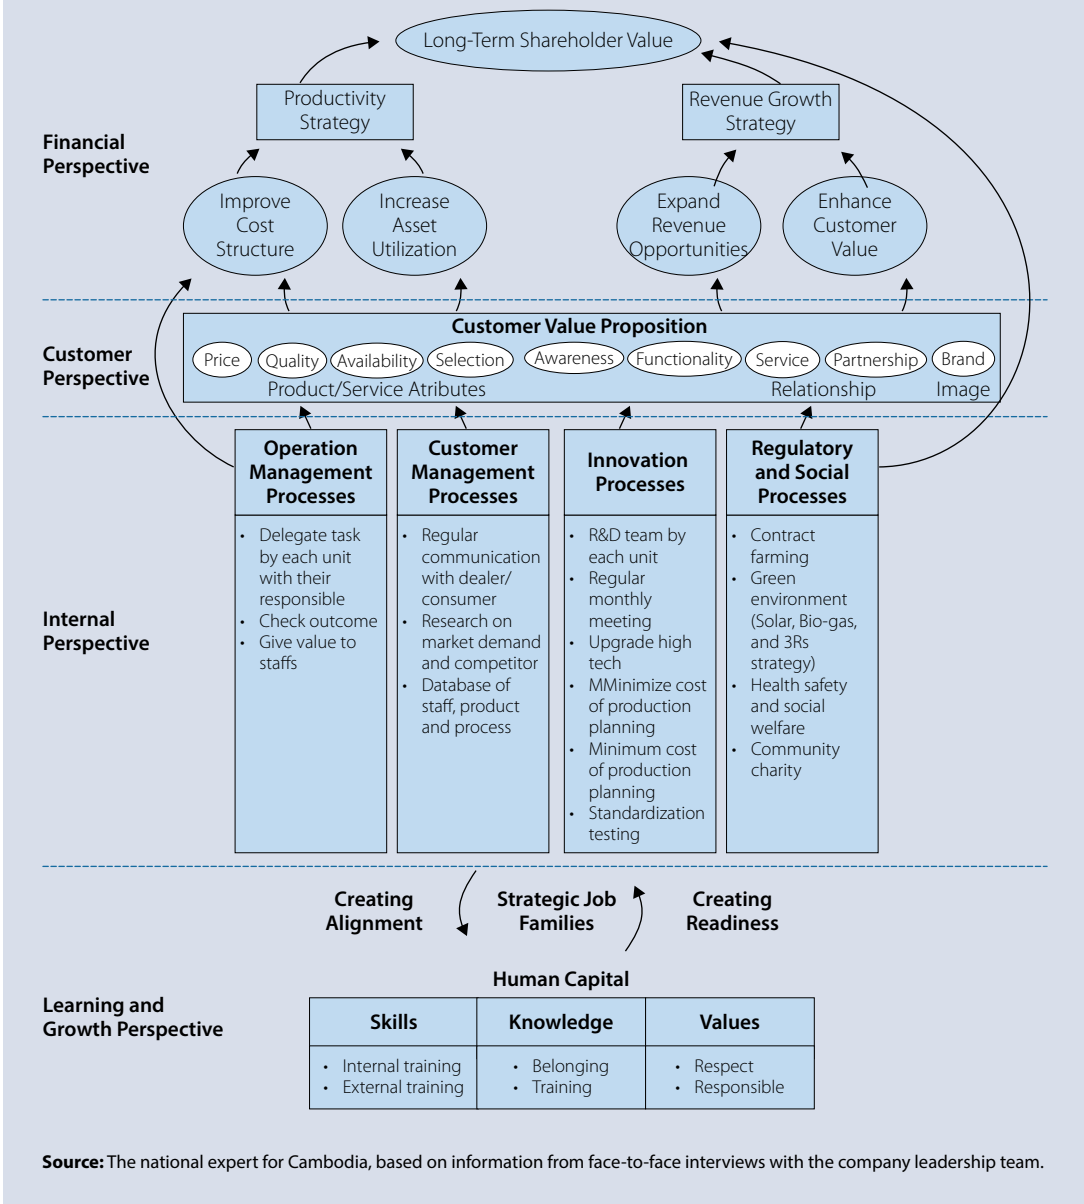 Long-Term Shareholder Value
Productivity
Strategy
Revenue Growth
Strategy
Financial
Perspective
Improve
Cost
Structure
Increase
Asset
Utilization
Expand
Revenue
Opportunities
Enhance
Customer
Value
Customer
Perspective
Customer Value Proposition
Price
Quality
Availability
Selection
Awareness
Functionality
Service
Partnership
Brand
Product/Service Atributes
Relationship
Image
Internal
Perspective
Operation
Management
Processes
• Delegate task
by each unit
with their
responsible
• Check outcome
• Give value to
staffs
Customer
Management
Processes
• Regular
communication
with dealer/
consumer
• Research on
market demand
and competitor
• Database of
staff, product
and process
Innovation
Processes
• R&D team by
each unit
• Regular
monthly
meeting
• Upgrade high
tech
• MMinimize cost
of production
planning
• Minimum cost
of production
planning
• Standardization
testing
Regulatory
and Social
Processes
• Contract
farming
• Green
environment
(Solar, Bio-gas,
and 3Rs
strategy)
• Health safety
and social
welfare
• Community
charity
Creating
Alignment
Strategic Job
Families
Creating
Readiness
Learning and
Growth Perspective
Human Capital
Skills
• Internal training
• External training
Knowledge
• Belonging
• Training
Values
• Respect
• Responsible
Source: The national expert for Cambodia, based on information from face-to-face interviews with the company leadership team.